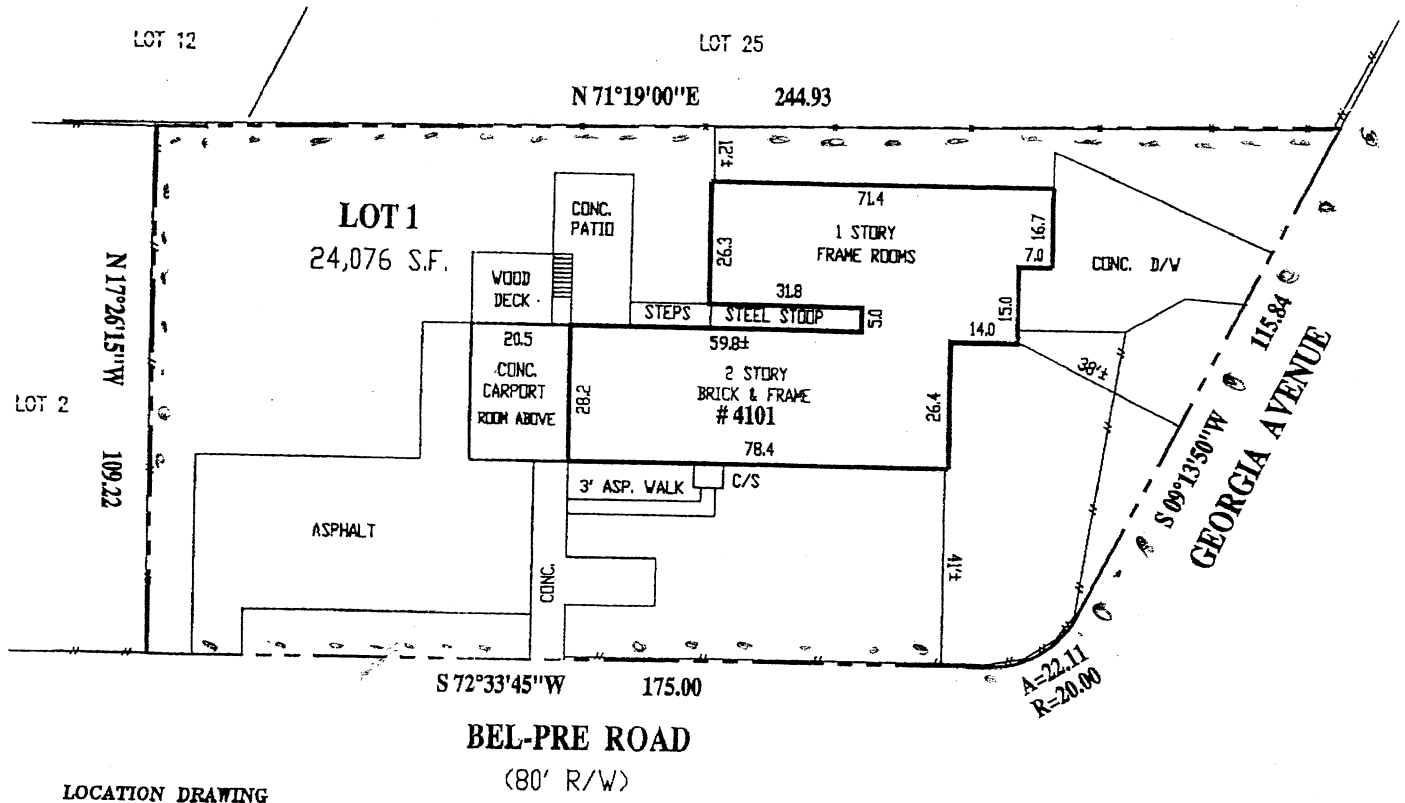 LOT 12
LOT 25
N 71°19'00"E 244.93
12'±
71.4
CONC.
PATIO
LOT 1
24,076 S.F.
1 STORY
FRAME ROOMS
16.7
26.3
7.0
CONC. D/W
WOOD
DECK
31.8
15.0
STEPS
STEEL STOOP
5.0
14.0
20.5
59.8±
CONC.
CARPORT
ROOM ABOVE
28.2
2 STORY
BRICK & FRAME
# 4101
26.4
38'±
78.4
N 17°26'15"W 109.22
LOT 2
S 09°13'50"W 115.84
GEORGIA AVENUE
3' ASP. WALK
C/S
ASPHALT
CONC.
41'±
S 72°33'45"W 175.00
A=22.11
R=20.00
BEL-PRE ROAD
(80' R/W)
LOCATION DRAWING